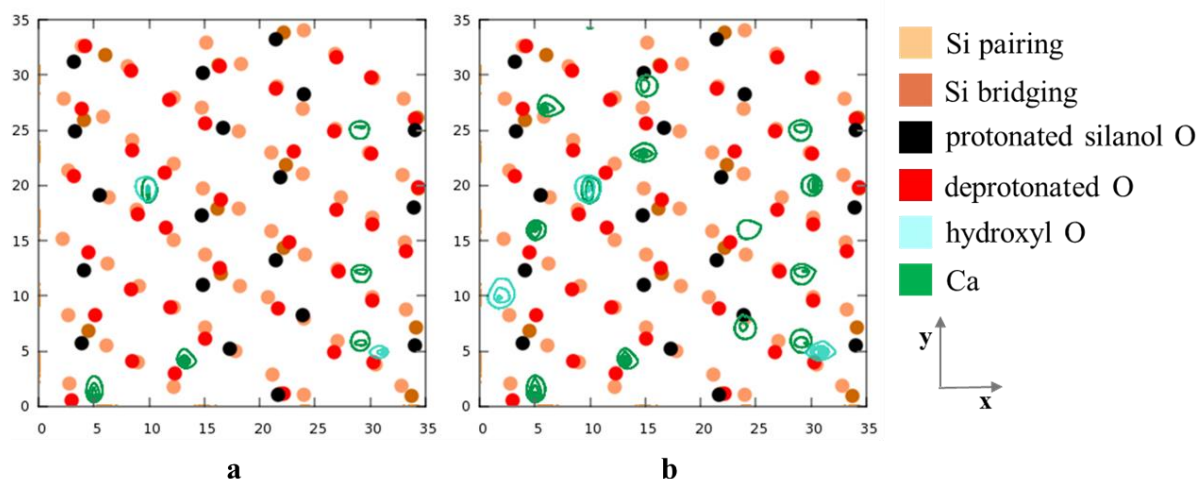 35
30
25
20
15
10
5
0
0 5 10 15 20 25 30 35
a
35
30
25
20
15
10
5
0
0 5 10 15 20 25 30 35
b
Si pairing
Si bridging
protonated silanol O
deprotonated O
hydroxyl O
Ca
y
x